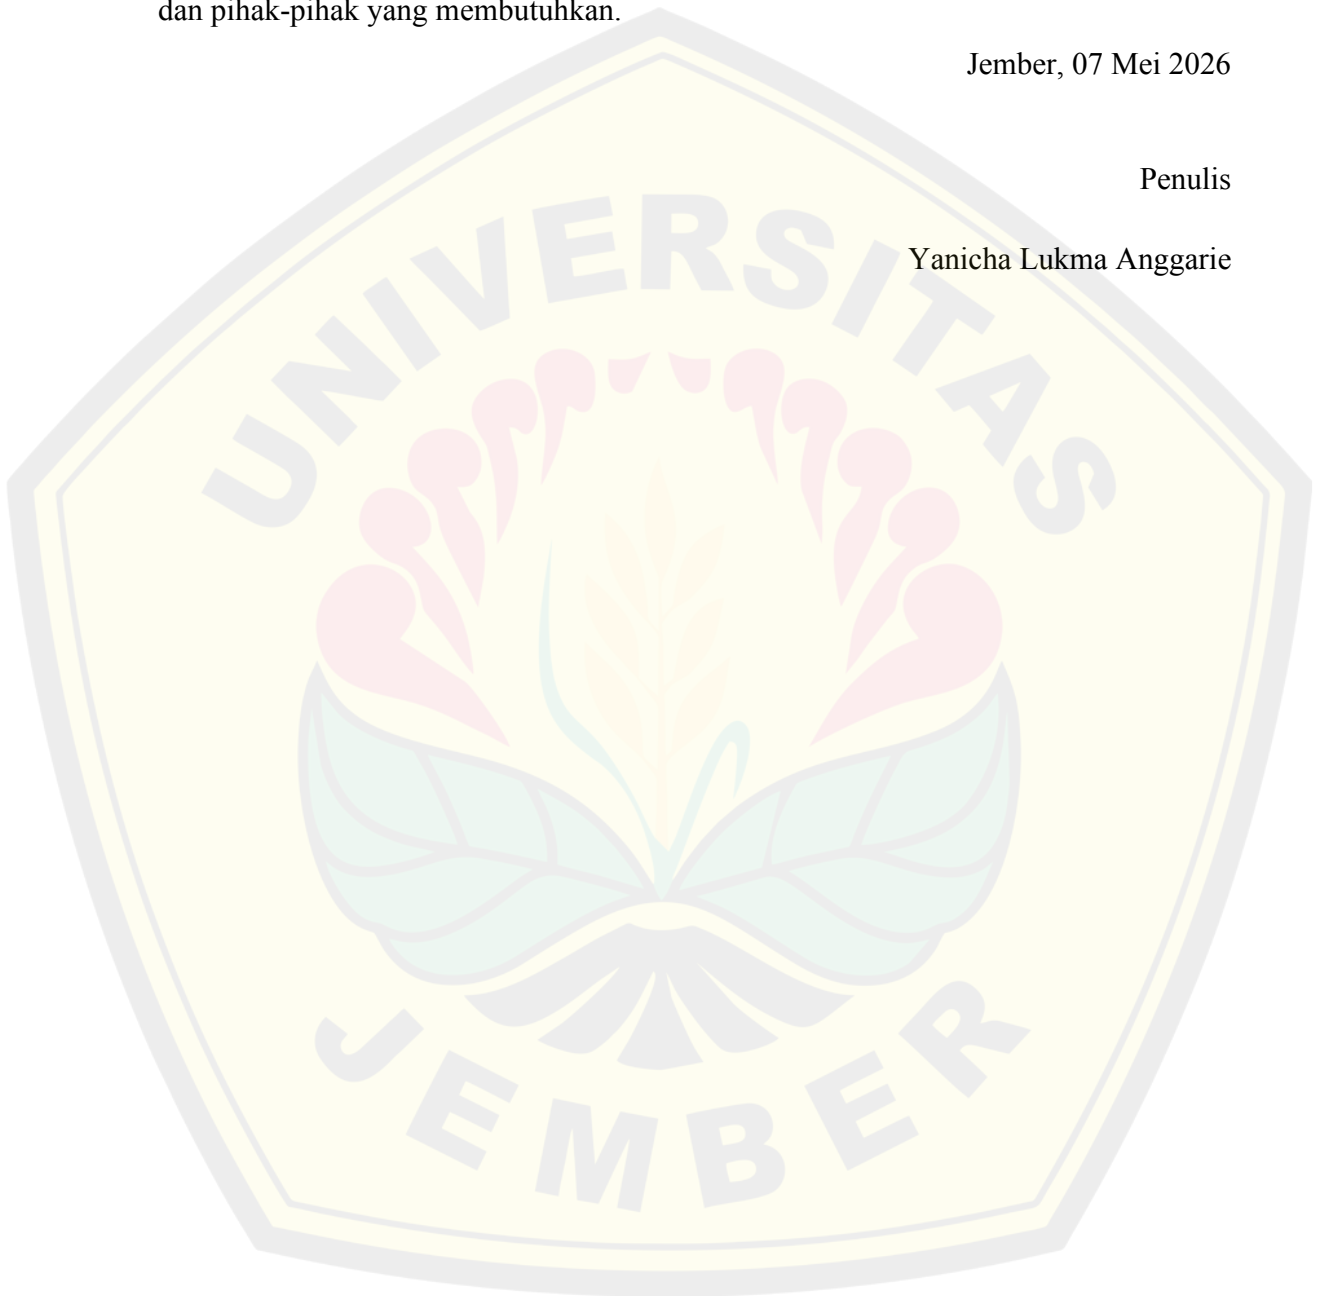 dan pihak-pihak yang membutuhkan.
Jember, 07 Mei 2026
Penulis
Yanicha Lukma Anggarie
UNIVERSITAS
JEMBER